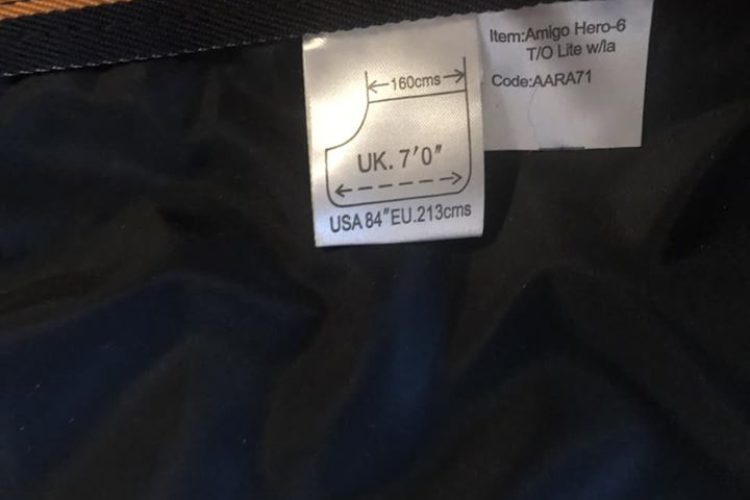 160cms
UK. 7'0"
USA 84" EU.213cms
Item:Amigo Hero-6
T/O Lite w/la
Code:AARA71